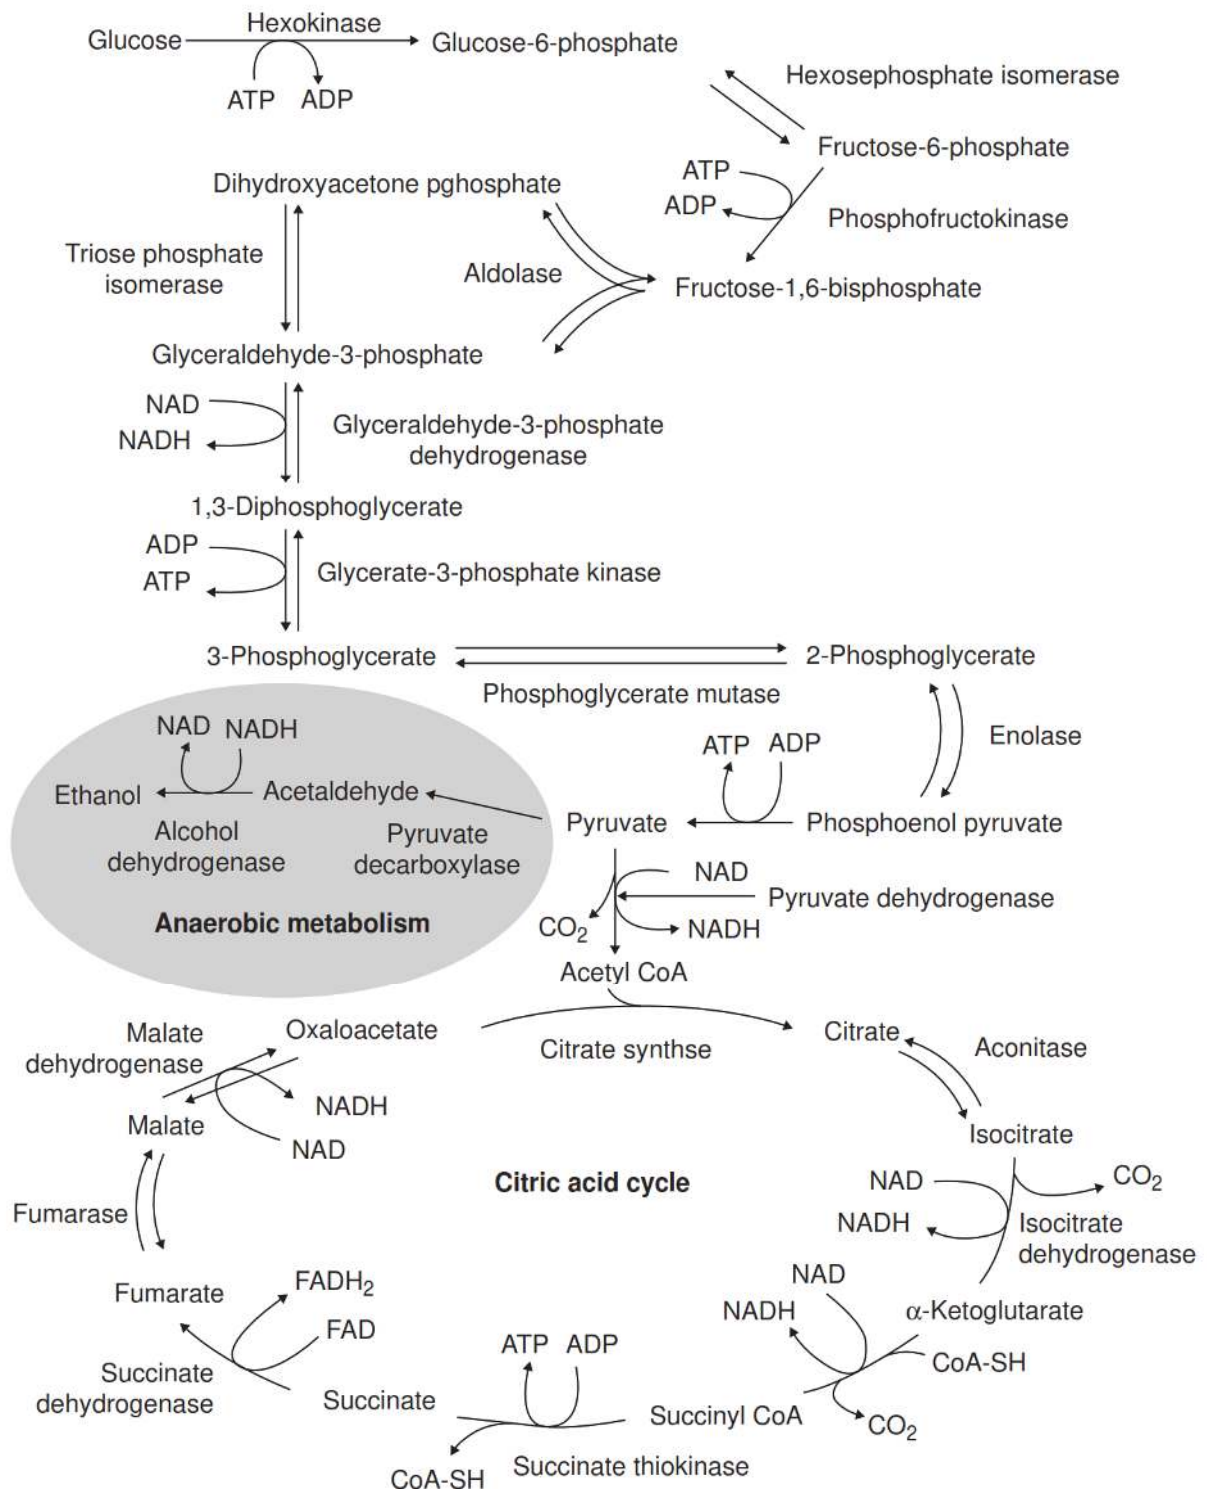 Hexokinase
Glucose
Glucose-6-phosphate
ATP
ADP
Hexosephosphate isomerase
Fructose-6-phosphate
ATP
ADP
Phosphofructokinase
Dihydroxyacetone pghosphate
Triose phosphate
isomerase
Aldolase
Fructose-1,6-bisphosphate
Glyceraldehyde-3-phosphate
NAD
NADH
Glyceraldehyde-3-phosphate
dehydrogenase
1,3-Diphosphoglycerate
ADP
ATP
Glycerate-3-phosphate kinase
3-Phosphoglycerate
2-Phosphoglycerate
Phosphoglycerate mutase
Enolase
NAD
NADH
ATP
ADP
Ethanol
Acetaldehyde
Pyruvate
Phosphoenol pyruvate
Alcohol
dehydrogenase
Pyruvate
decarboxylase
Anaerobic metabolism
NAD
Pyruvate dehydrogenase
CO2
NADH
Acetyl CoA
Malate
dehydrogenase
Oxaloacetate
Citrate synthse
Citrate
Aconitase
NADH
NAD
Malate
Isocitrate
Citric acid cycle
NAD
NADH
CO2
Isocitrate
dehydrogenase
Fumarase
Fumarate
FADH2
FAD
NAD
NADH
α-Ketoglutarate
CoA-SH
Succinate
dehydrogenase
Succinate
ATP
ADP
Succinyl CoA
CO2
CoA-SH
Succinate thiokinase